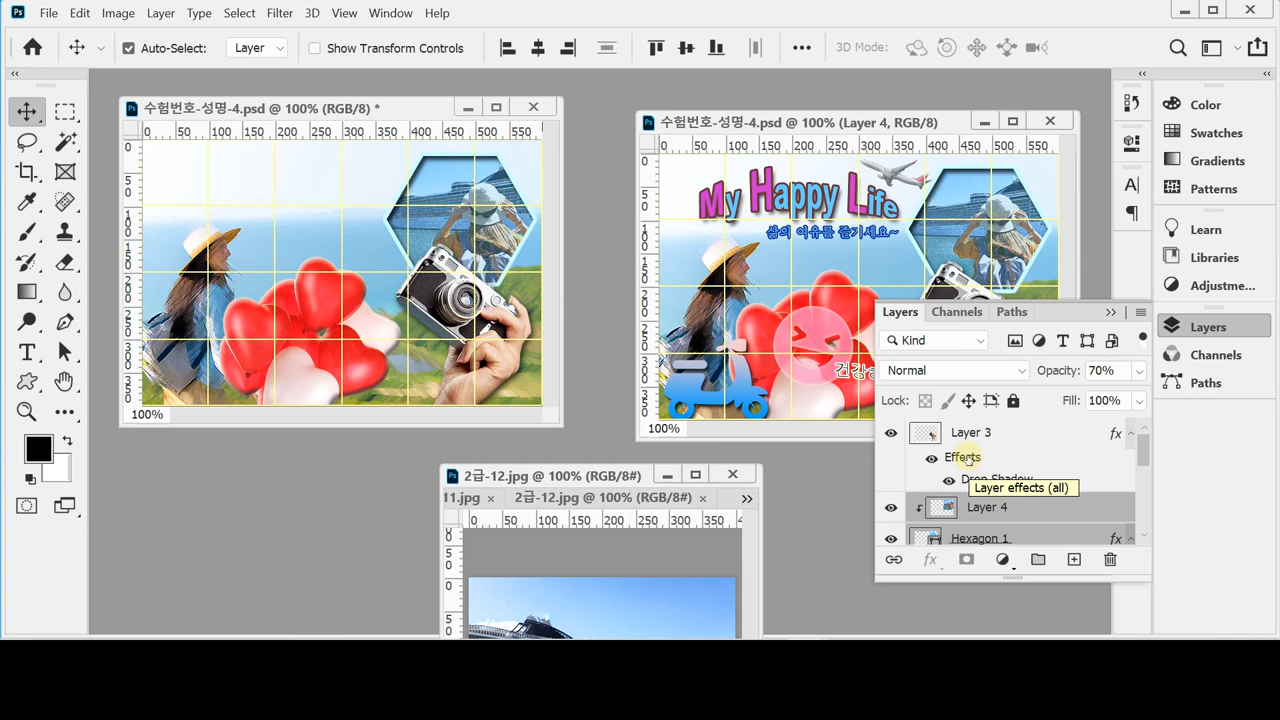 File Edit Image Layer Type Select Filter 3D View Window Help
Auto-Select: Layer Show Transform Controls 3D Mode:
수험번호-성명-4.psd @ 100% (RGB/8) *
0 50 100 150 200 250 300 350 400 450 500 550
100%
수험번호-성명-4.psd @ 100% (Layer 4, RGB/8)
0 50 100 150 200 250 300 350 400 450 500 550
My Happy Life
삶의 여유를 즐기세요~
건강
100%
2급-12.jpg @ 100% (RGB/8#)
11.jpg × 2급-12.jpg @ 100% (RGB/8#) ×
0 50 100 150 200 250 300 350
Layers Channels Paths
Kind
Normal Opacity: 70%
Lock: Fill: 100%
Layer 3 fx
Effects
Drop Shadow
Layer effects (all)
Layer 4
Hexagon 1 fx
fx
Color
Swatches
Gradients
Patterns
Learn
Libraries
Adjustme...
Layers
Channels
Paths